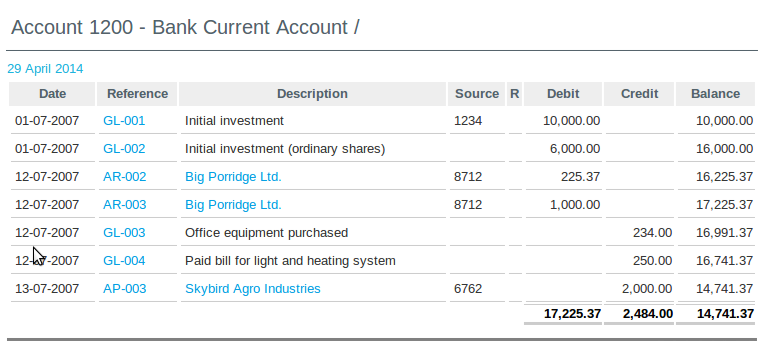 Account 1200 - Bank Current Account /
29 April 2014
Date Reference Description Source R Debit Credit Balance
01-07-2007 GL-001 Initial investment 1234 10,000.00 10,000.00
01-07-2007 GL-002 Initial investment (ordinary shares) 6,000.00 16,000.00
12-07-2007 AR-002 Big Porridge Ltd. 8712 225.37 16,225.37
12-07-2007 AR-003 Big Porridge Ltd. 8712 1,000.00 17,225.37
12-07-2007 GL-003 Office equipment purchased 234.00 16,991.37
12-07-2007 GL-004 Paid bill for light and heating system 250.00 16,741.37
13-07-2007 AP-003 Skybird Agro Industries 6762 2,000.00 14,741.37
17,225.37 2,484.00 14,741.37